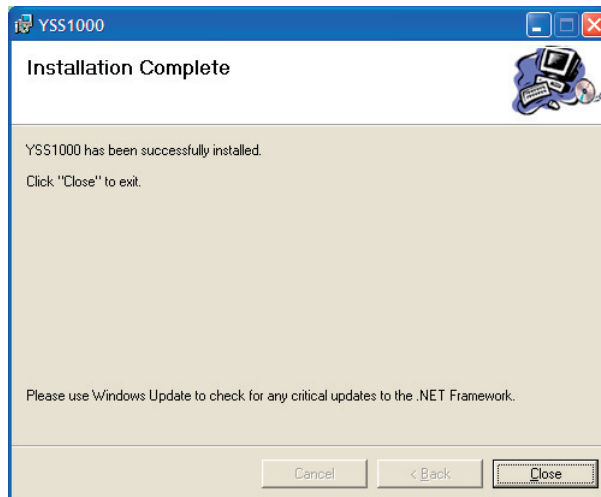 YSS1000
Installation Complete
YSS1000 has been successfully installed.
Click "Close" to exit.
Please use Windows Update to check for any critical updates to the .NET Framework.
Cancel
< Back
Close